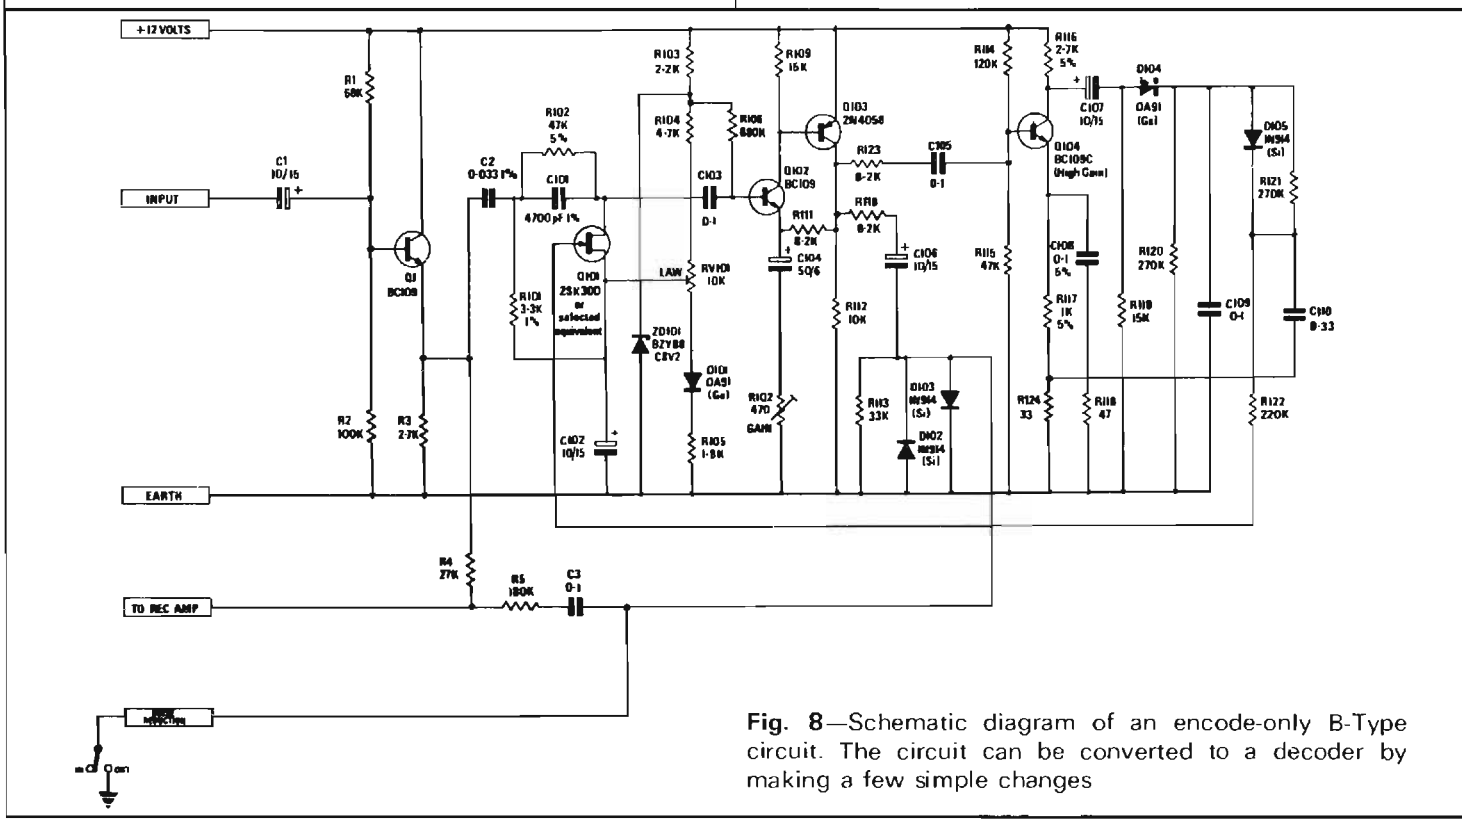 +12 VOLTS
R1
68K
C1
10/15
+
INPUT
Q1
BC109
R2
100K
R3
2·7K
EARTH
C2
0·033 1%
R102
47K
5%
C101
4700pF 1%
R101
3·3K
1%
Q101
2SK30O
or
selected
equivalent
C102
10/15
+
R103
2·2K
R104
4·7K
R106
680K
C103
0·1
LAW
RV101
10K
ZD101
BZY88
C8V2
D101
OA91
(Ge)
R105
1·8K
R109
15K
Q103
2N4058
Q102
BC109
R111
8·2K
+
C104
50/6
R102
470
GAIN
R123
8·2K
C105
0·1
R118
8·2K
+
C106
10/15
R112
10K
R113
33K
D103
IN914
(Si)
D102
IN914
(Si)
R114
120K
R116
2·7K
5%
+
C107
10/15
D104
OA91
(Ge)
Q104
BC109C
(High Gain)
R115
47K
C108
0·1
5%
R117
1K
5%
R124
33
R118
47
R119
15K
R120
270K
C109
0·1
D105
IN914
(Si)
R121
270K
C110
0·33
R122
220K
R4
27K
R5
180K
C3
0·1
TO REC AMP
Fig. 8—Schematic diagram of an encode-only B-Type
circuit. The circuit can be converted to a decoder by
making a few simple changes